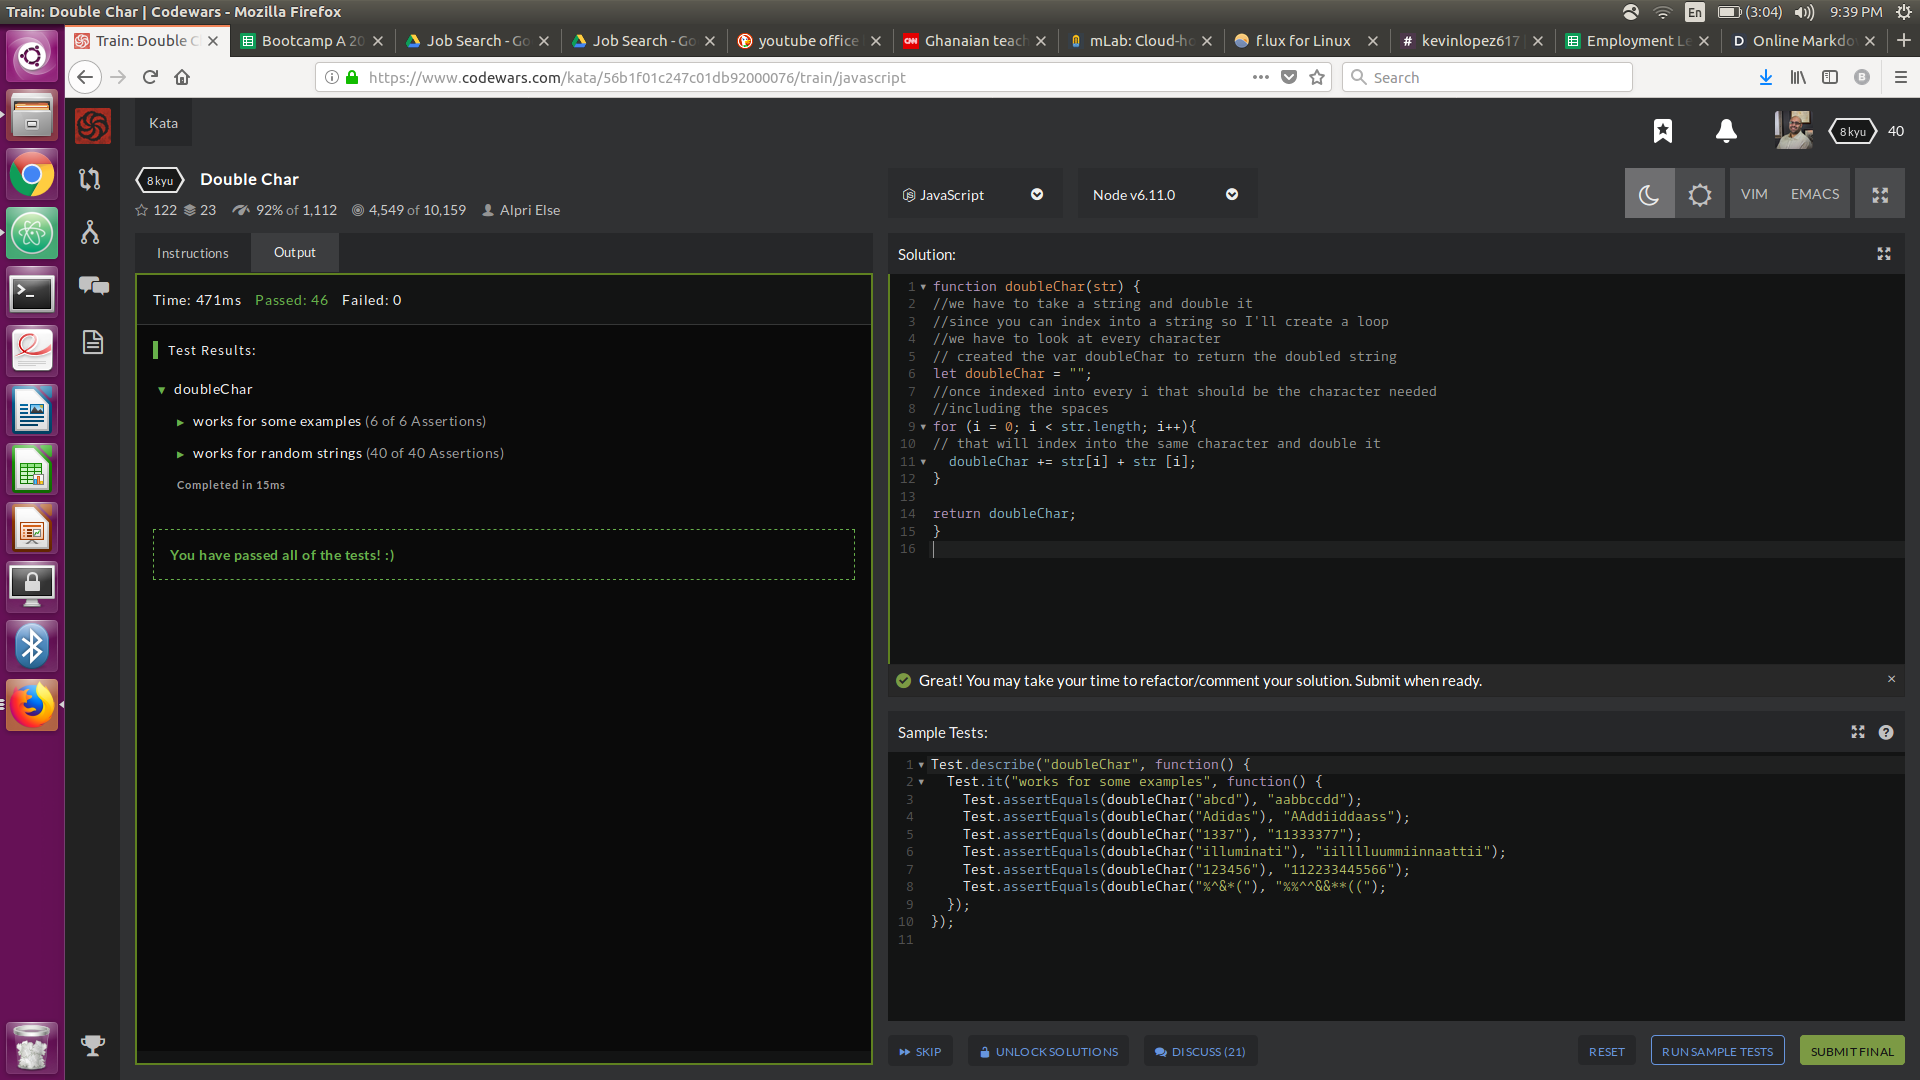 Train: Double Char | Codewars - Mozilla Firefox
En (3:04) 9:39 PM
Train: Double C
Bootcamp A 20
Job Search - Go
Job Search - Go
youtube office
Ghanaian teach
mLab: Cloud-ho
f.lux for Linux
kevinlopez617
Employment Le
Online Markdo
https://www.codewars.com/kata/56b1f01c247c01db92000076/train/javascript
Search
Kata
8 kyu 40
8 kyu Double Char
122 23 92% of 1,112 4,549 of 10,159 Alpri Else
JavaScript
Node v6.11.0
VIM EMACS
Instructions Output
Time: 471ms Passed: 46 Failed: 0
Test Results:
doubleChar
works for some examples (6 of 6 Assertions)
works for random strings (40 of 40 Assertions)
Completed in 15ms
You have passed all of the tests! :)
Solution:
1 function doubleChar(str) {
2 //we have to take a string and double it
3 //since you can index into a string so I'll create a loop
4 //we have to look at every character
5 // created the var doubleChar to return the doubled string
6 let doubleChar = "";
7 //once indexed into every i that should be the character needed
8 //including the spaces
9 for (i = 0; i < str.length; i++){
10 // that will index into the same character and double it
11 doubleChar += str[i] + str [i];
12 }
13
14 return doubleChar;
15 }
16
Great! You may take your time to refactor/comment your solution. Submit when ready.
Sample Tests:
1 Test.describe("doubleChar", function() {
2 Test.it("works for some examples", function() {
3 Test.assertEquals(doubleChar("abcd"), "aabbccdd");
4 Test.assertEquals(doubleChar("Adidas"), "AAddiiddaass");
5 Test.assertEquals(doubleChar("1337"), "11333377");
6 Test.assertEquals(doubleChar("illuminati"), "iilllluummiinnaattii");
7 Test.assertEquals(doubleChar("123456"), "112233445566");
8 Test.assertEquals(doubleChar("%^&*("), "%%^^&&**((");
9 });
10 });
11
SKIP UNLOCK SOLUTIONS DISCUSS (21) RESET RUN SAMPLE TESTS SUBMIT FINAL